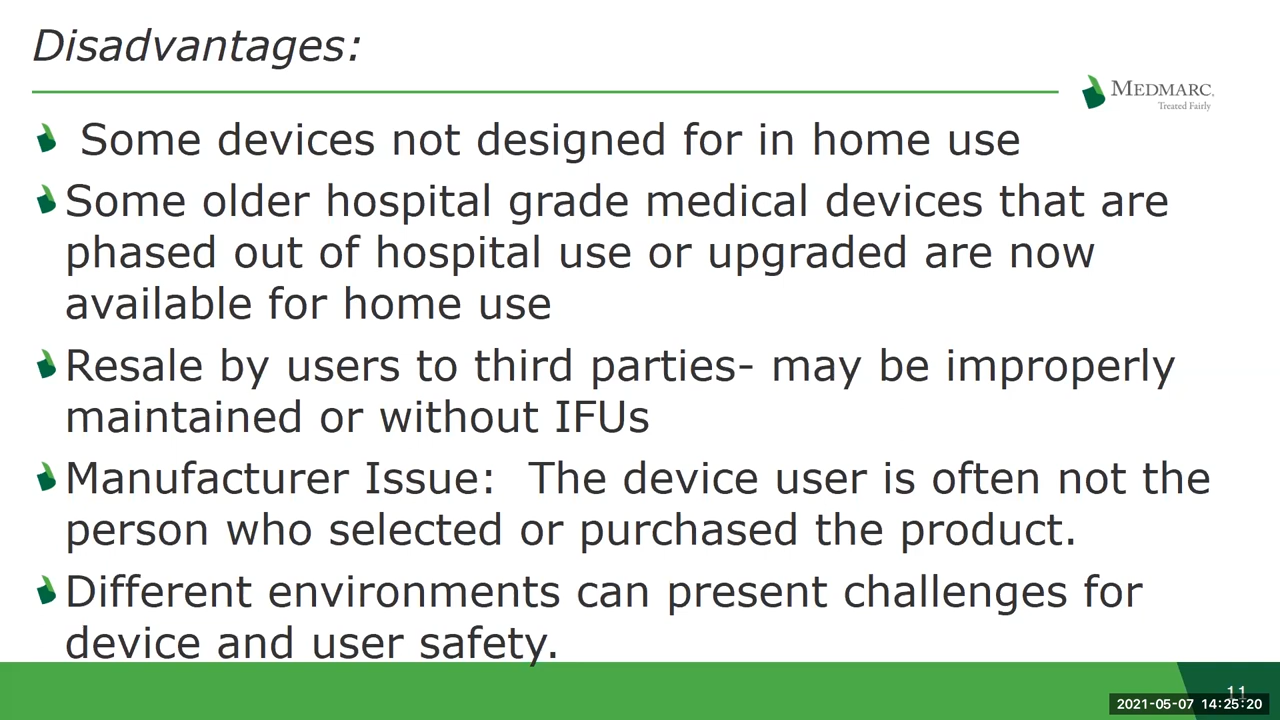 Disadvantages:
MEDMARC.
Treated Fairly
Some devices not designed for in home use
Some older hospital grade medical devices that are
phased out of hospital use or upgraded are now
available for home use
Resale by users to third parties- may be improperly
maintained or without IFUs
Manufacturer Issue:  The device user is often not the
person who selected or purchased the product.
Different environments can present challenges for
device and user safety.
11
2021-05-07 14:25:20